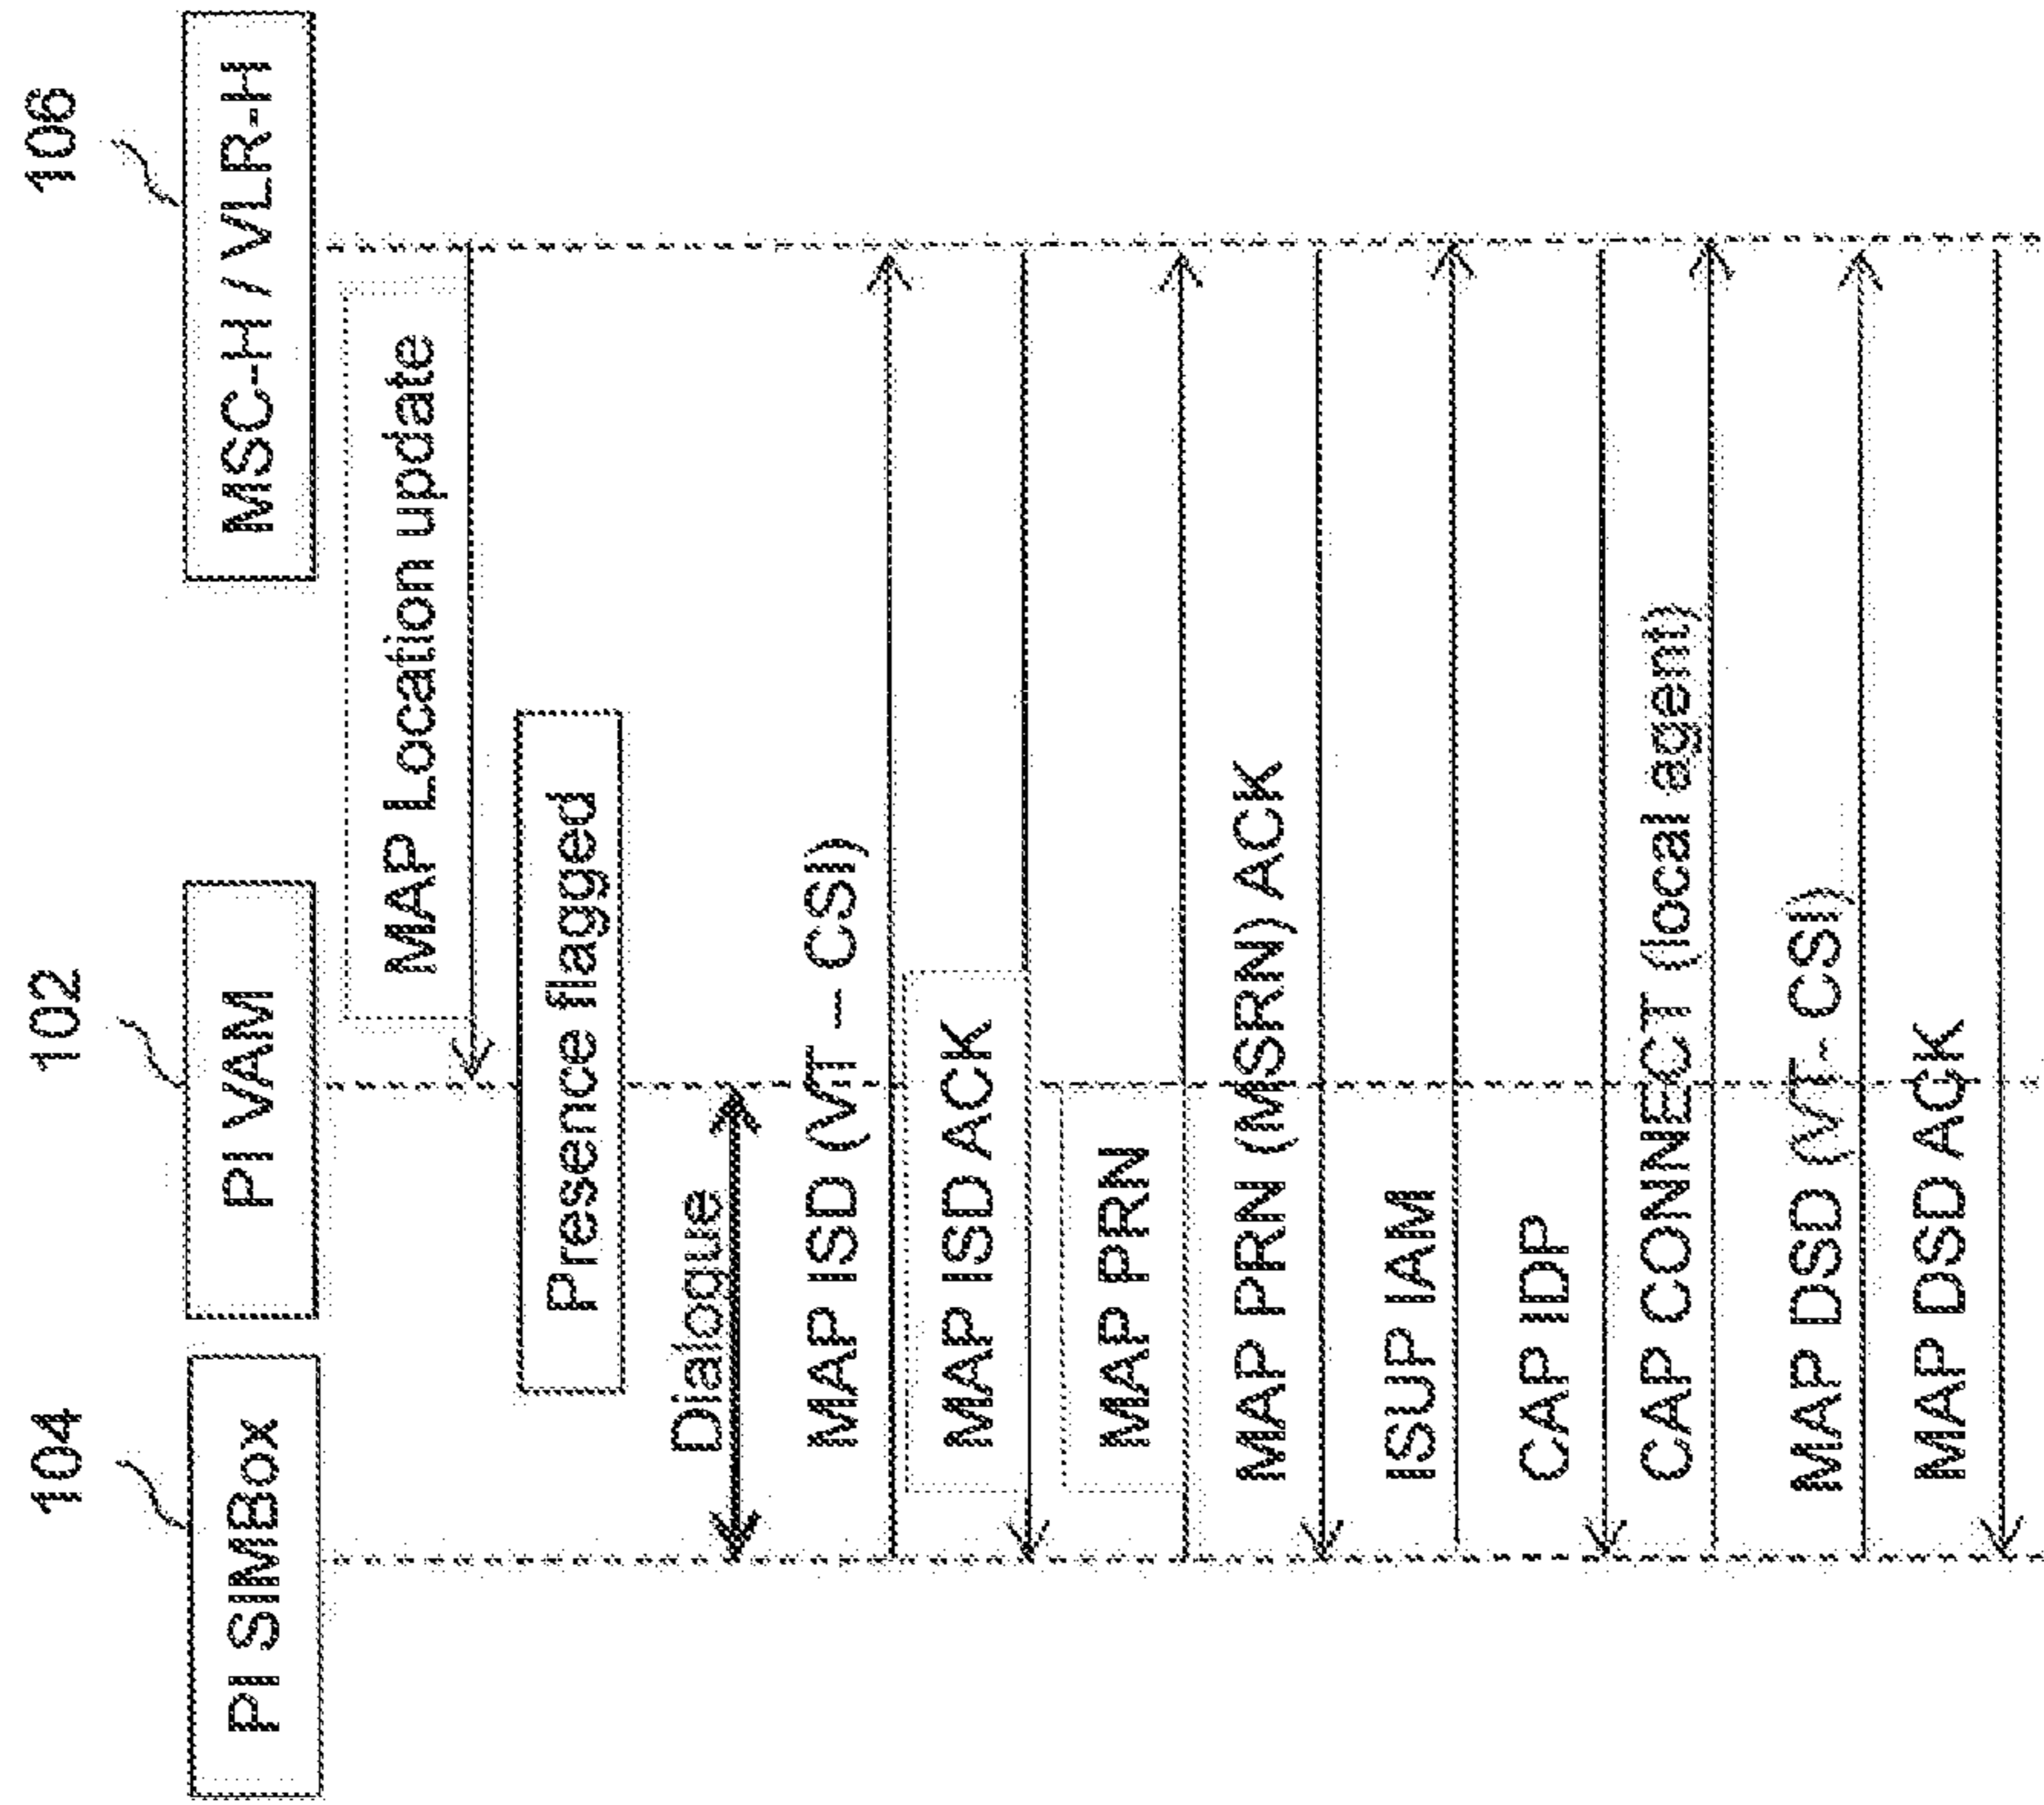 104
102
106
PI SIMBox
PI VAM
MSC-H / VLR-H
MAP Location update
Presence flagged
Dialogue
MAP ISD (VT – CSI)
MAP ISD ACK
MAP PRN
MAP PRN (MSRN) ACK
ISUP IAM
CAP IDP
CAP CONNECT (local agent)
MAP DSD (VT- CSI)
MAP DSD ACK